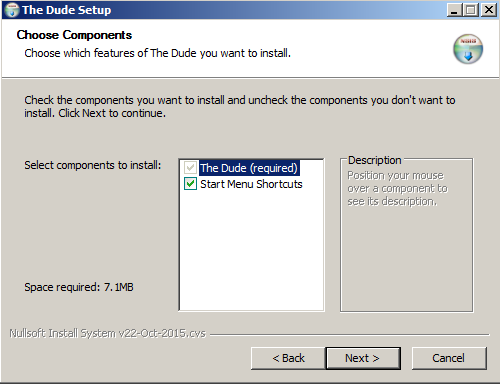 The Dude Setup
Choose Components
Choose which features of The Dude you want to install.
Check the components you want to install and uncheck the components you don't want to
install. Click Next to continue.
Select components to install:
The Dude (required)
Start Menu Shortcuts
Description
Position your mouse
over a component to
see its description.
Space required: 7.1MB
Nullsoft Install System v22-Oct-2015.cvs
< Back
Next >
Cancel